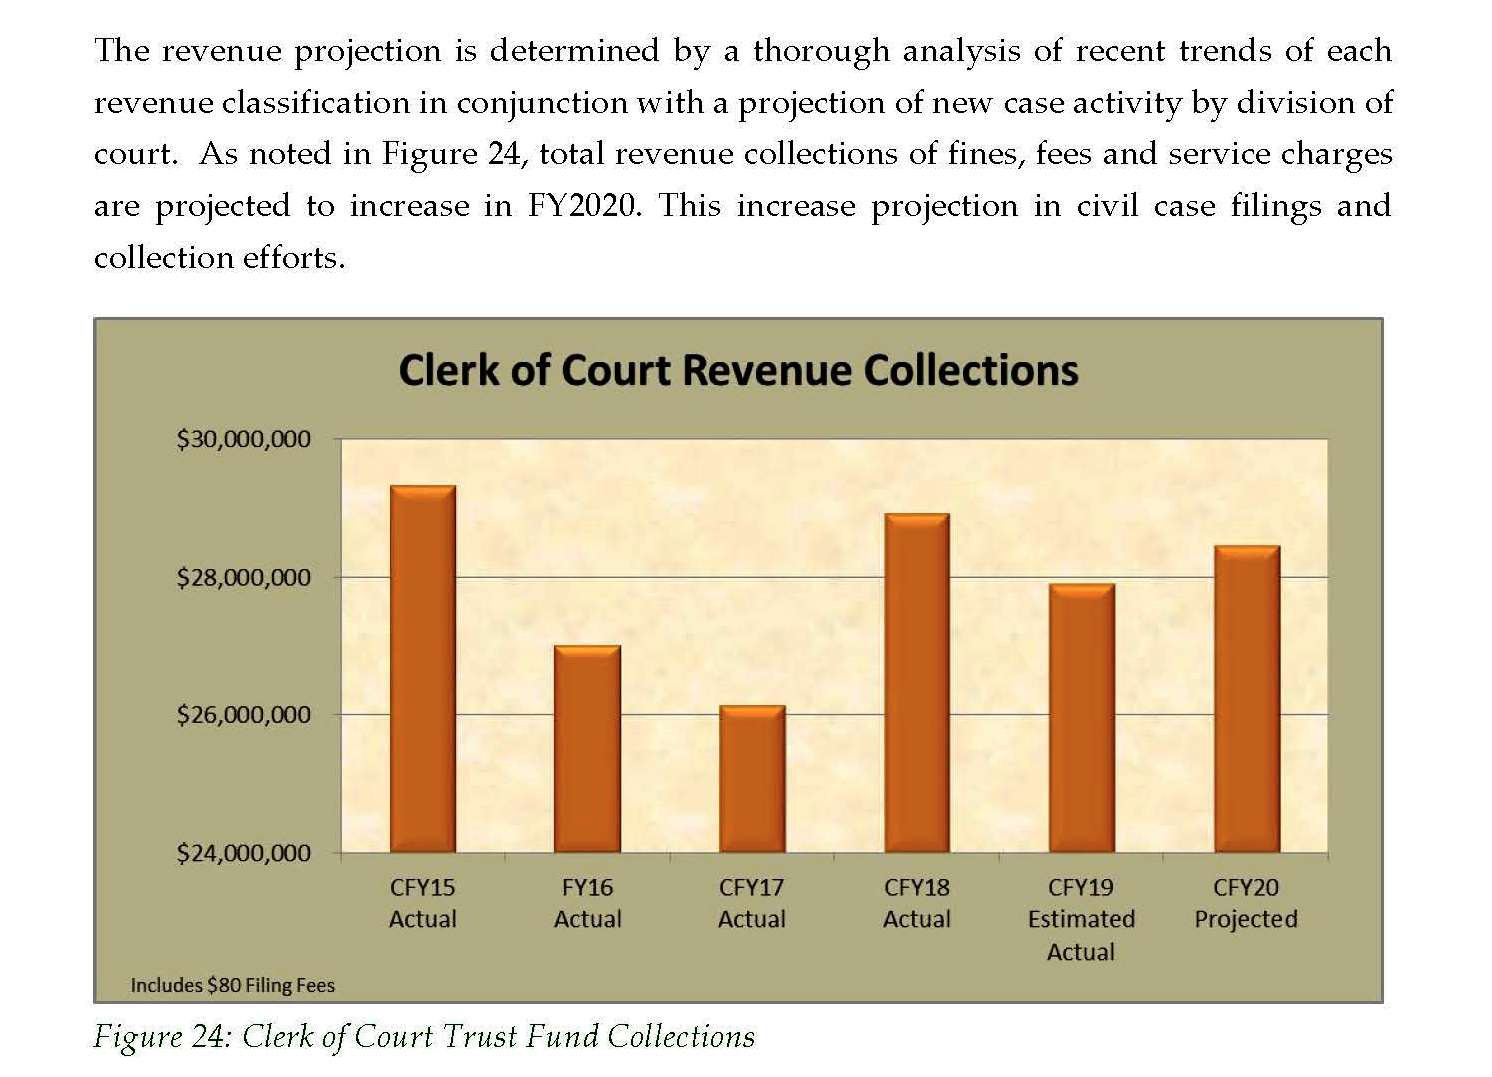 The revenue projection is determined by a thorough analysis of recent trends of each
revenue classification in conjunction with a projection of new case activity by division of
court.  As noted in Figure 24, total revenue collections of fines, fees and service charges
are projected to increase in FY2020. This increase projection in civil case filings and
collection efforts.
Clerk of Court Revenue Collections
$30,000,000
$28,000,000
$26,000,000
$24,000,000
CFY15 FY16 CFY17 CFY18 CFY19 CFY20
Actual Actual Actual Actual Estimated Projected
Actual
Includes $80 Filing Fees
Figure 24: Clerk of Court Trust Fund Collections